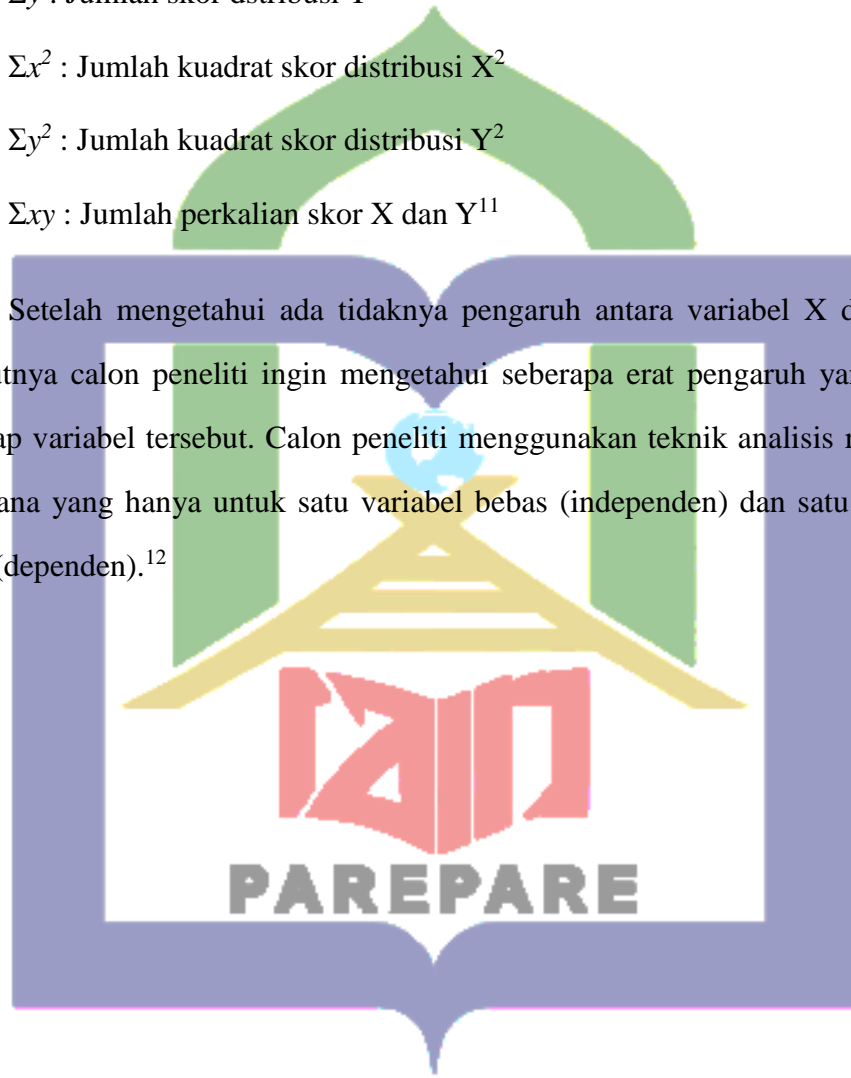 Σy : Jumlah skor dstribusi Y
Σx² : Jumlah kuadrat skor distribusi X²
Σy² : Jumlah kuadrat skor distribusi Y²
Σxy : Jumlah perkalian skor X dan Y¹¹
Setelah mengetahui ada tidaknya pengaruh antara variabel X d
utnya calon peneliti ingin mengetahui seberapa erat pengaruh ya
ap variabel tersebut. Calon peneliti menggunakan teknik analisis r
ana yang hanya untuk satu variabel bebas (independen) dan satu
(dependen).¹²
iain
PAREPARE